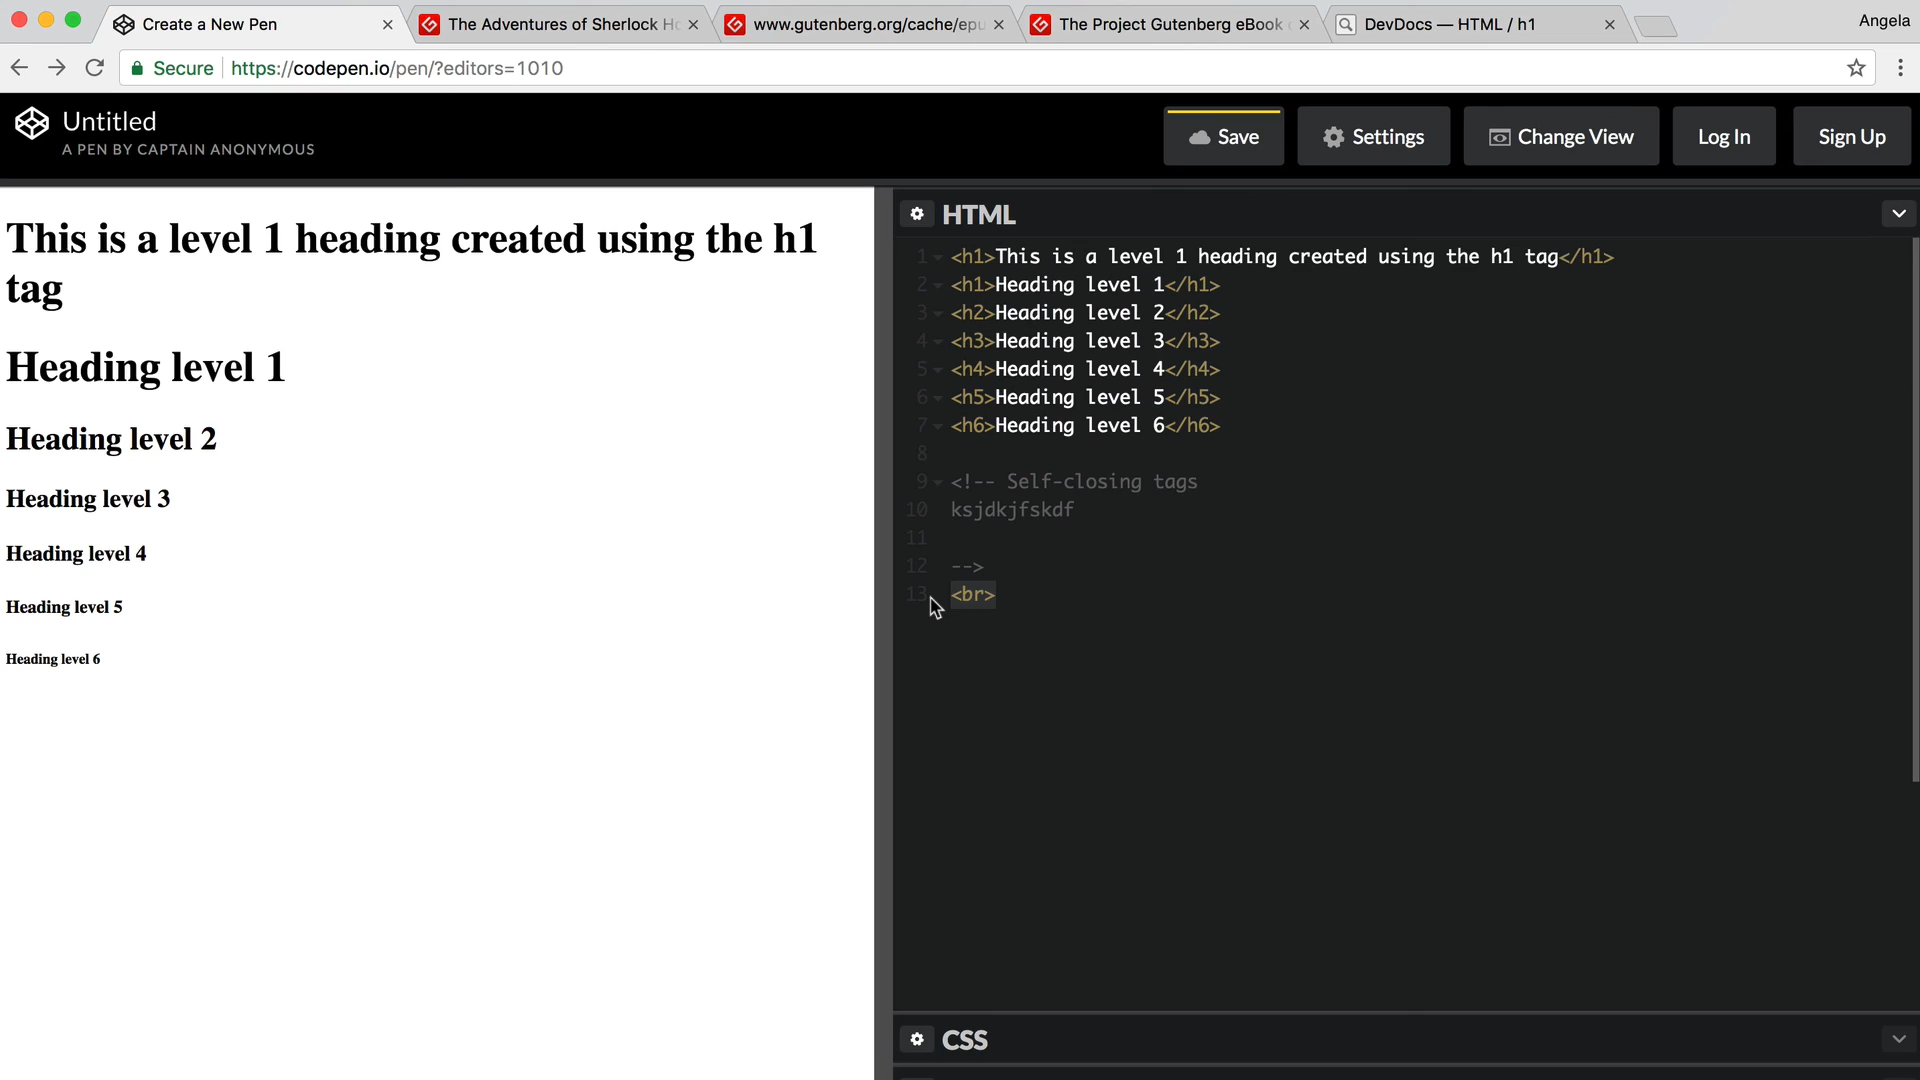 Create a New Pen
The Adventures of Sherlock Ho
www.gutenberg.org/cache/epu
The Project Gutenberg eBook
DevDocs — HTML / h1
Angela
Secure https://codepen.io/pen/?editors=1010
Untitled
A PEN BY CAPTAIN ANONYMOUS
Save
Settings
Change View
Log In
Sign Up
This is a level 1 heading created using the h1
tag
Heading level 1
Heading level 2
Heading level 3
Heading level 4
Heading level 5
Heading level 6
HTML
1 <h1>This is a level 1 heading created using the h1 tag</h1>
2 <h1>Heading level 1</h1>
3 <h2>Heading level 2</h2>
4 <h3>Heading level 3</h3>
5 <h4>Heading level 4</h4>
6 <h5>Heading level 5</h5>
7 <h6>Heading level 6</h6>
8
9 <!-- Self-closing tags
10 ksjdkjfskdf
11
12 -->
13 <br>
CSS